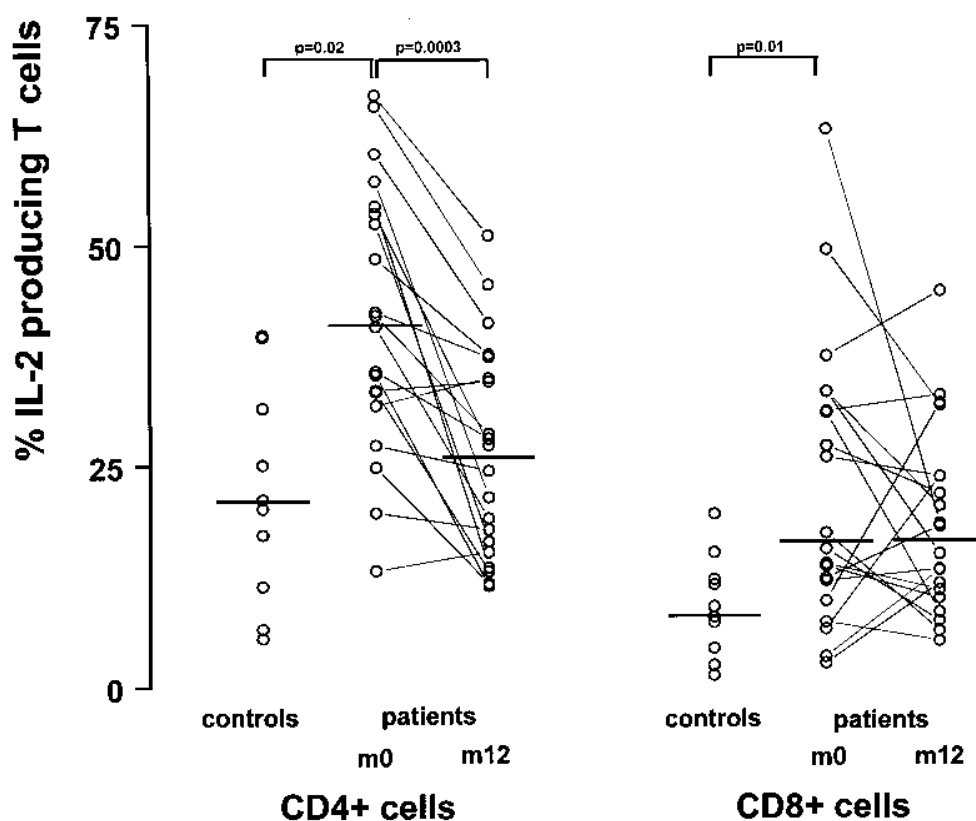 % IL-2 producing T cells
75
50
25
0
p=0.02
p=0.0003
p=0.01
controls
patients
m0
m12
CD4+ cells
controls
patients
m0
m12
CD8+ cells